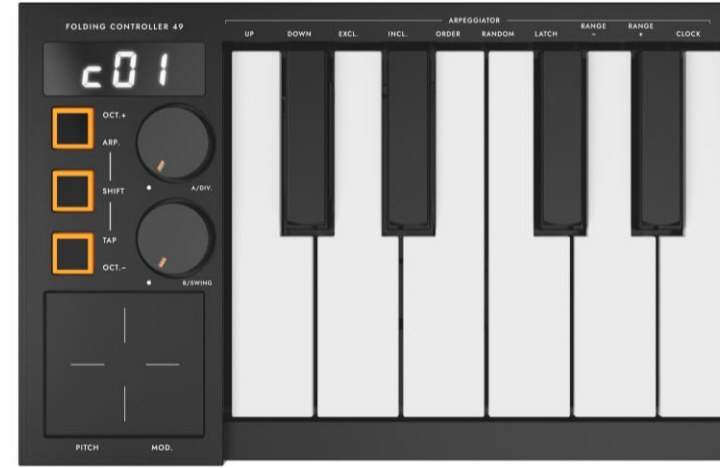 FOLDING CONTROLLER 49
ARPEGGIATOR
UP DOWN EXCL. INCL. ORDER RANDOM LATCH RANGE – RANGE + CLOCK
c01
OCT.+
ARP.
A/DIV.
SHIFT
TAP
OCT.–
B/SWING
PITCH MOD.